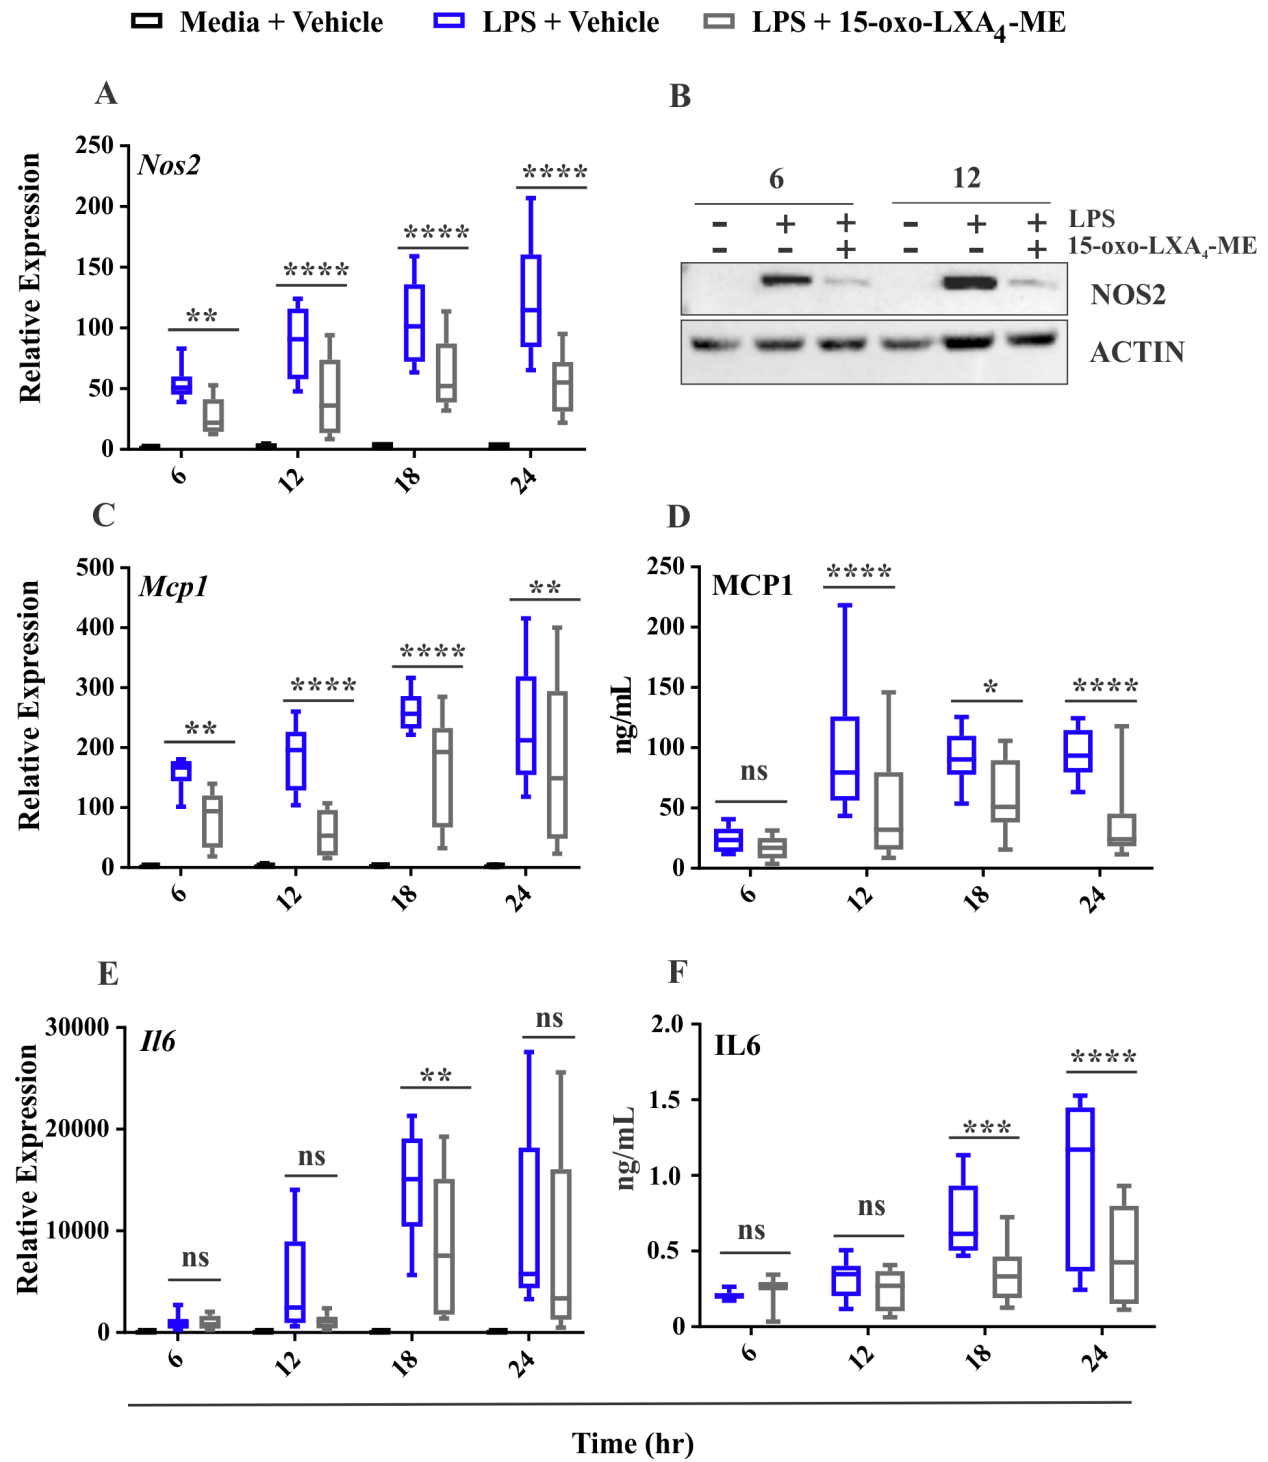 Media + Vehicle LPS + Vehicle LPS + 15-oxo-LXA4-ME
A
Relative Expression
250
200
150
100
50
0
Nos2
**
****
****
****
6 12 18 24
B
6 12
- + + - + + LPS
- - + - - + 15-oxo-LXA4-ME
NOS2
ACTIN
C
Relative Expression
500
400
300
200
100
0
Mcp1
**
****
****
**
6 12 18 24
D
ng/mL
250
200
150
100
50
0
MCP1
ns
****
*
****
6 12 18 24
E
Relative Expression
30000
20000
10000
0
Il6
ns
ns
**
ns
6 12 18 24
F
ng/mL
2.0
1.5
1.0
0.5
0
IL6
ns
ns
***
****
6 12 18 24
Time (hr)